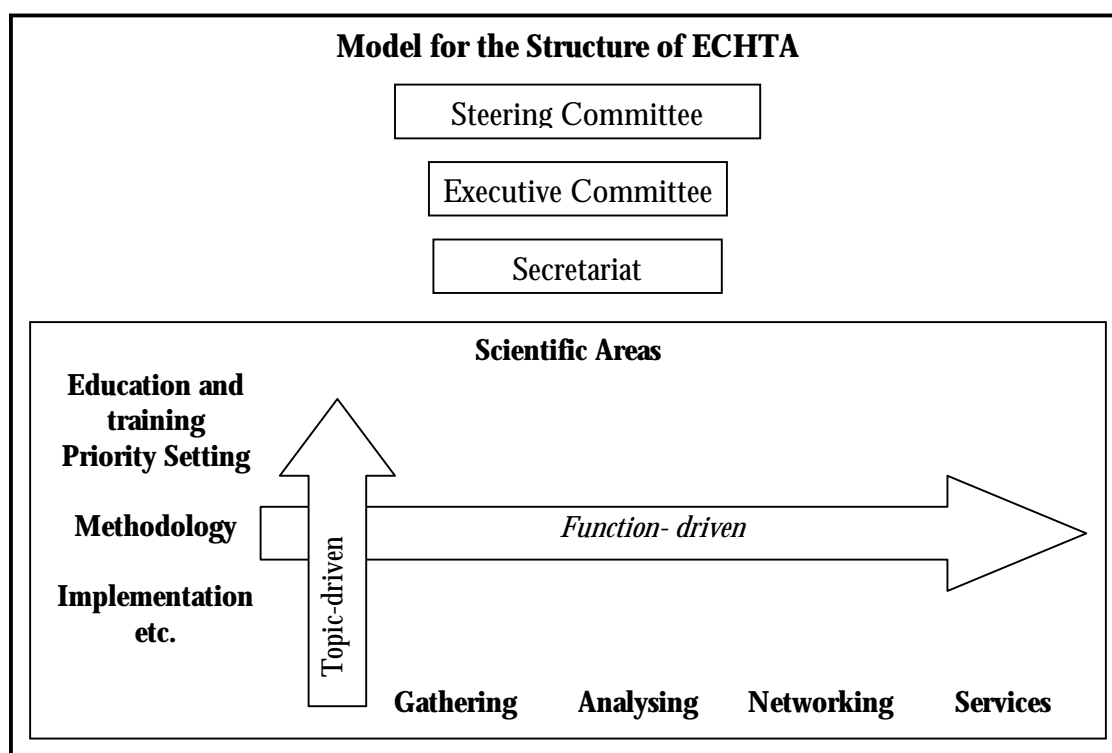 Model for the Structure of ECHTA
Steering Committee
Executive Committee
Secretariat
Scientific Areas
Education and
training
Priority Setting
Methodology
Implementation
etc.
Topic-driven
Function- driven
Gathering Analysing Networking Services